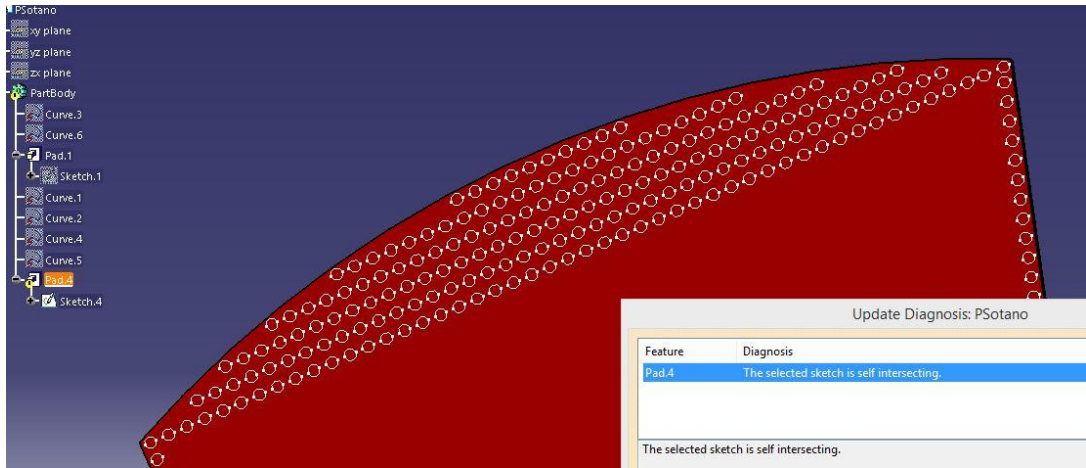 PSotano
xy plane
yz plane
zx plane
PartBody
Curve.3
Curve.6
Pad.1
Sketch.1
Curve.1
Curve.2
Curve.4
Curve.5
Pad.4
Sketch.4
Update Diagnosis: PSotano
Feature Diagnosis
Pad.4 The selected sketch is self intersecting.
The selected sketch is self intersecting.